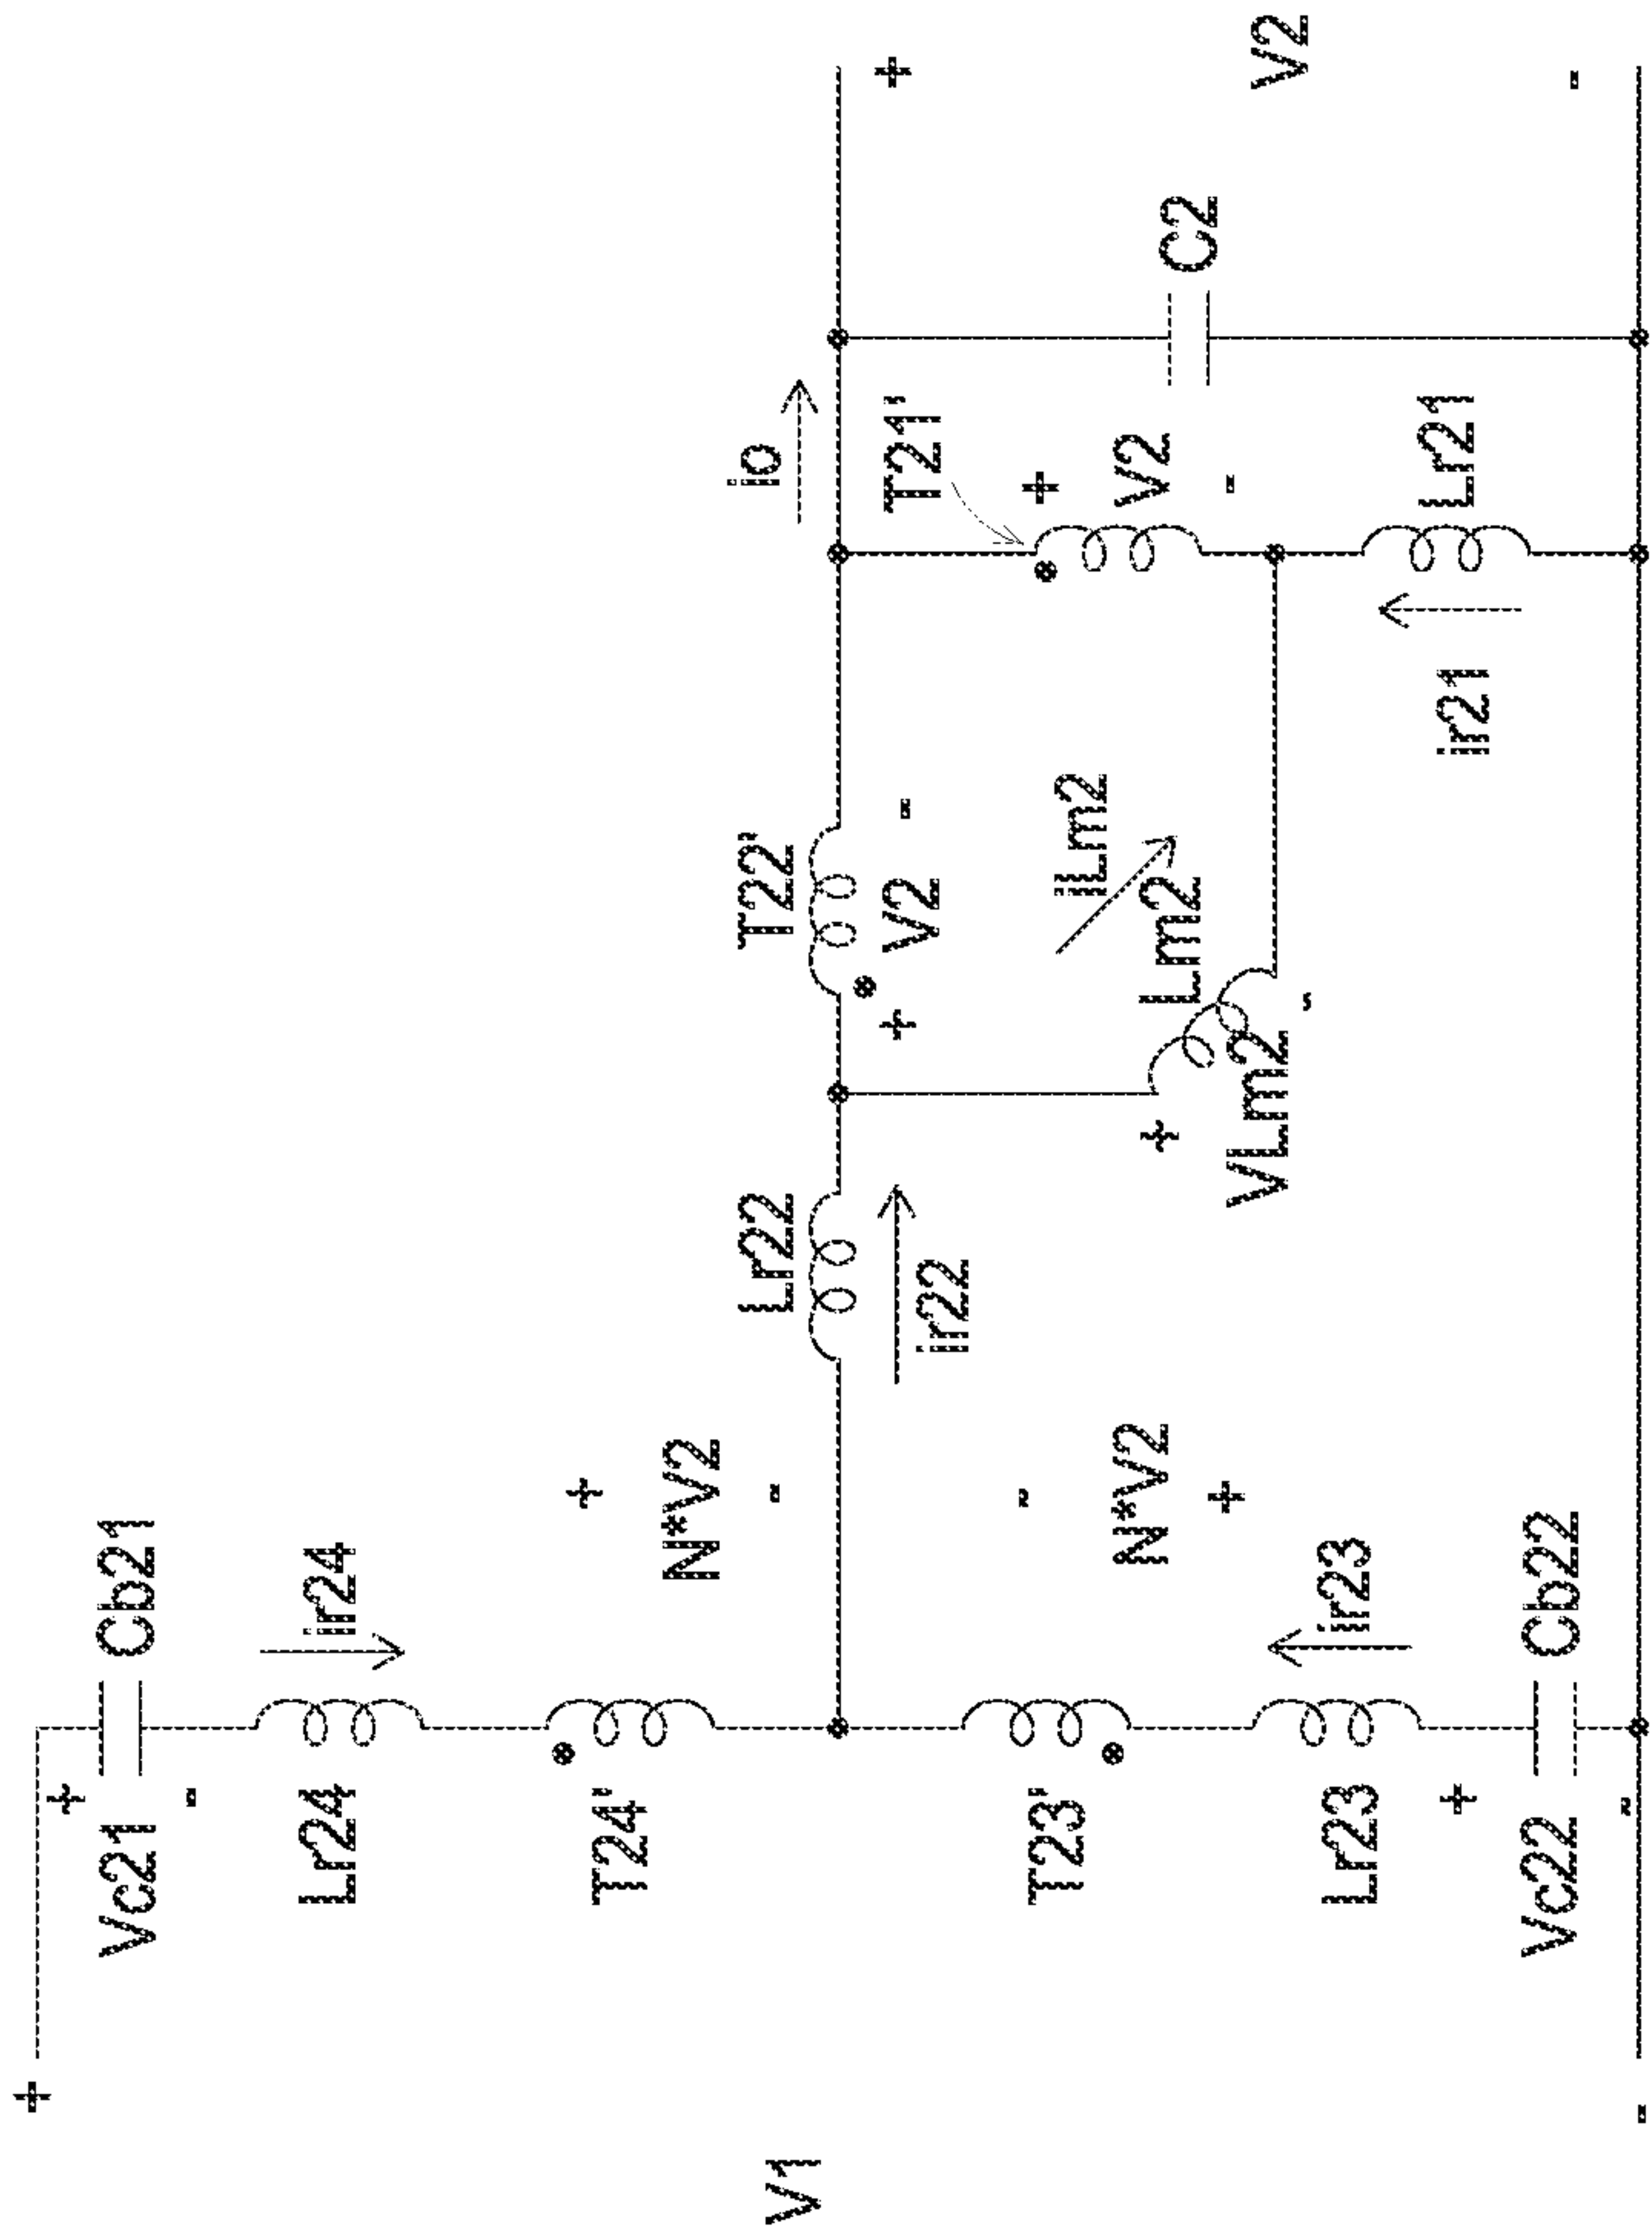 +
+
Vc21
Cb21
-
Lr24
ir24
+
T24'
N*V2
-
Lr22
T22'
io
V1
+
V2
-
T21'
+
ir22
-
T23'
N*V2
+
iLm2
+
V2
-
Lm2
C2
+
VLm2
-
V2
Lr23
ir23
Lr21
ir21
+
Vc22
Cb22
-
-
-